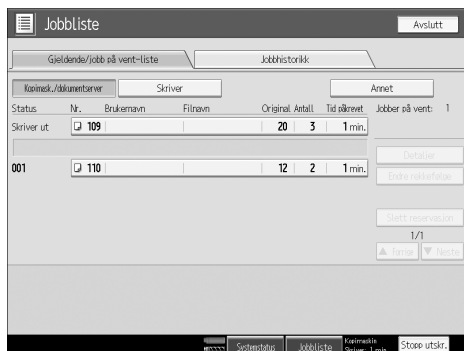 Jobbliste
Avslutt
Gjeldende/jobb på vent-liste
Jobbhistorikk
Kopimask./dokumentserver
Skriver
Annet
Status Nr. Brukernavn Filnavn Original Antall Tid påkrevet Jobber på vent: 1
Skriver ut 109 20 3 1 min.
001 110 12 2 1 min.
Detaljer
Endre rekkefølge
Slett reservasjon
1/1
▲ Forrige ▼ Neste
Systemstatus
Jobbliste
Kopimaskin
Skriver: 1 min.
Stopp utskr.